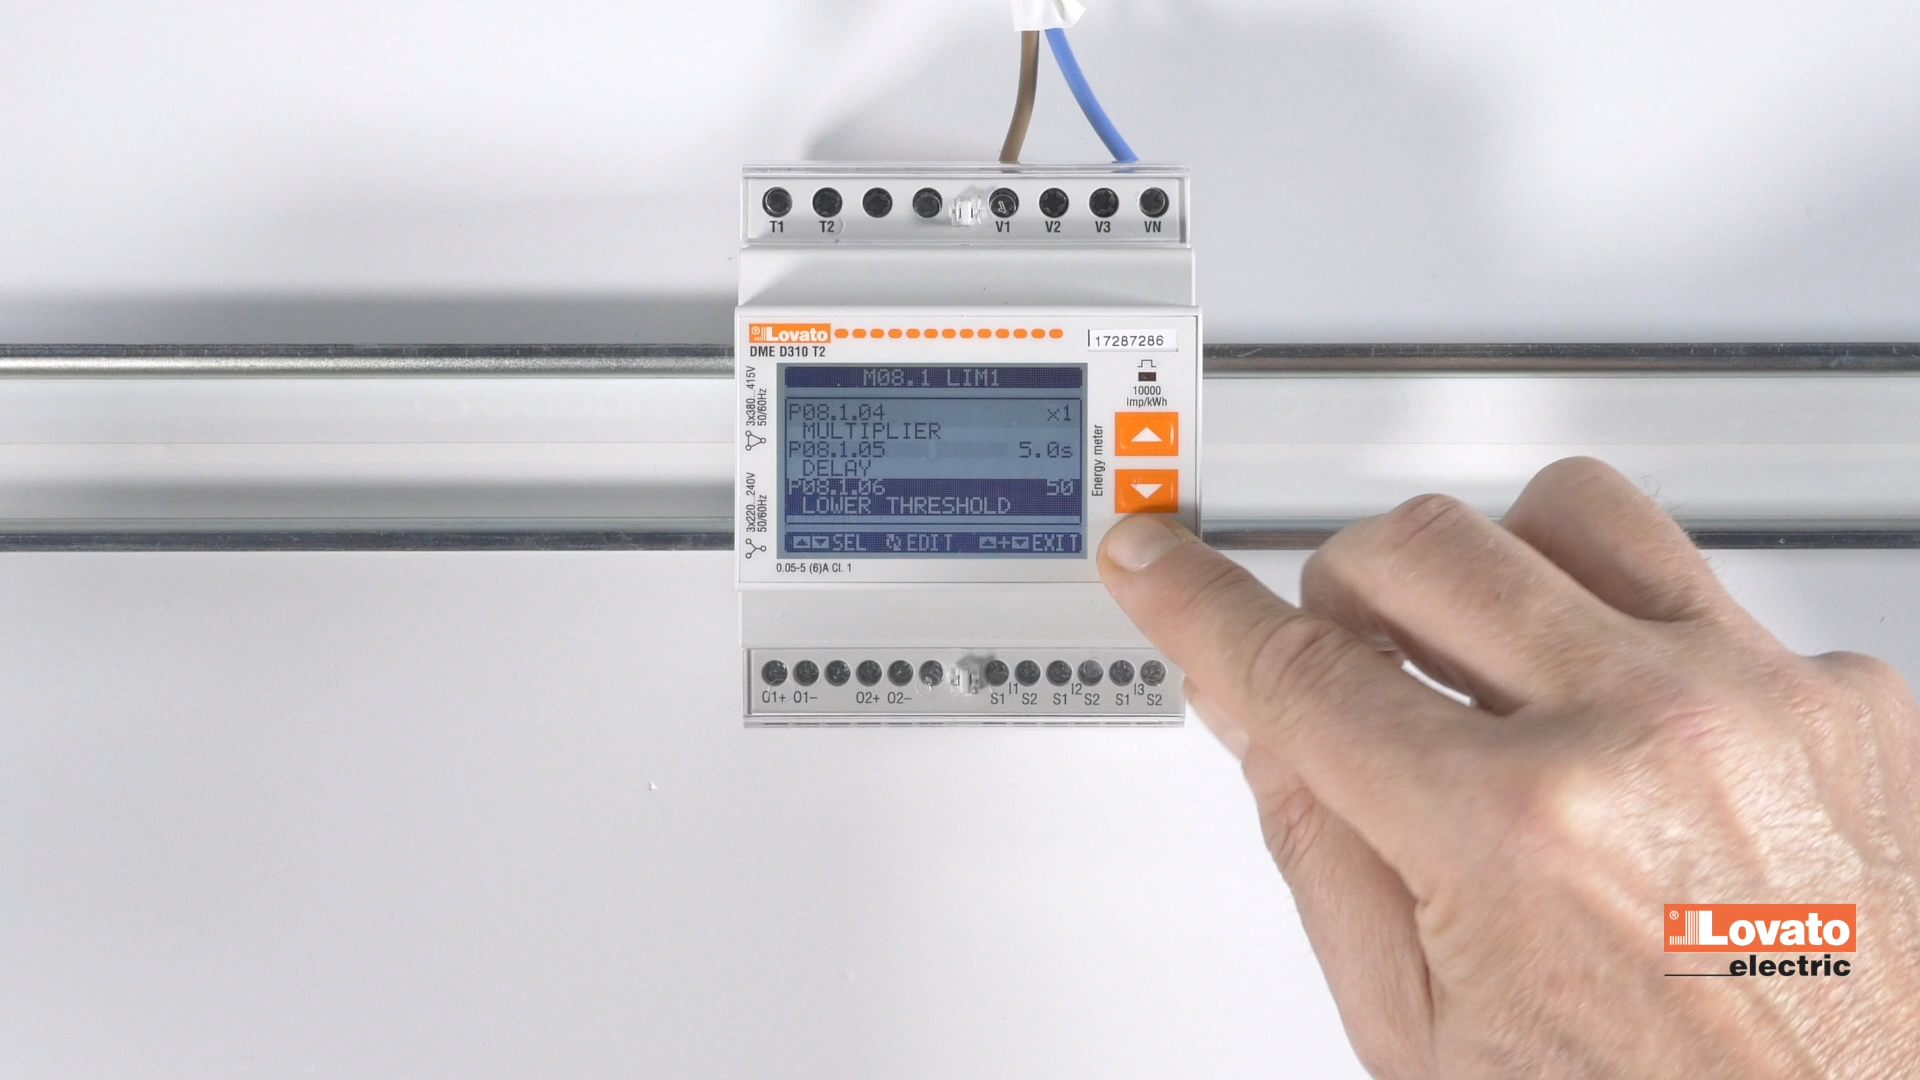 T1 T2 V1 V2 V3 VN
Lovato
DME D310 T2
17287286
3x380...415V
50/60Hz
3x220...240V
50/60Hz
M08.1 LIM1
P08.1.04 x1
MULTIPLIER
P08.1.05 5.0s
DELAY
P08.1.06 50
LOWER THRESHOLD
SEL EDIT + EXIT
10000
Imp/kWh
Energy meter
0.05-5 (6)A Cl. 1
O1+ O1– O2+ O2– S1 I1 S2 S1 I2 S2 S1 I3 S2
Lovato
electric